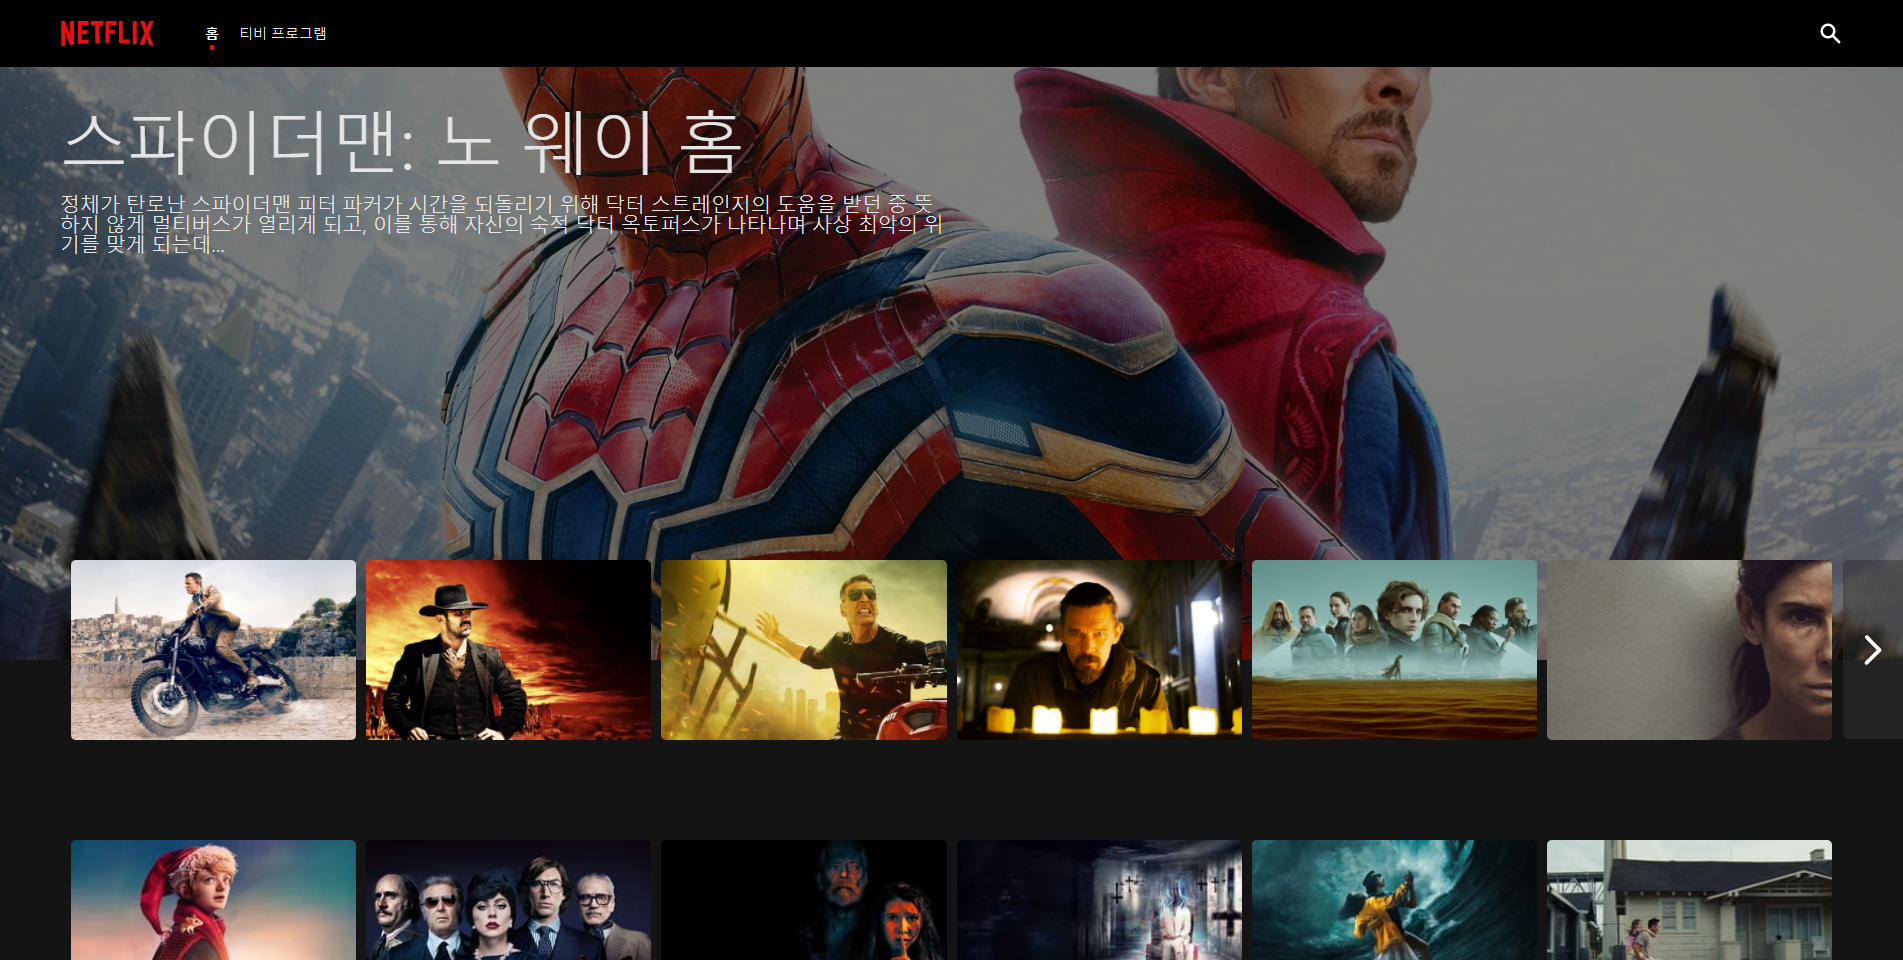 NETFLIX
홈
티비 프로그램
스파이더맨: 노 웨이 홈
정체가 탄로난 스파이더맨 피터 파커가 시간을 되돌리기 위해 닥터 스트레인지의 도움을 받던 중 뜻
하지 않게 멀티버스가 열리게 되고, 이를 통해 자신의 숙적 닥터 옥토퍼스가 나타나며 사상 최악의 위
기를 맞게 되는데...